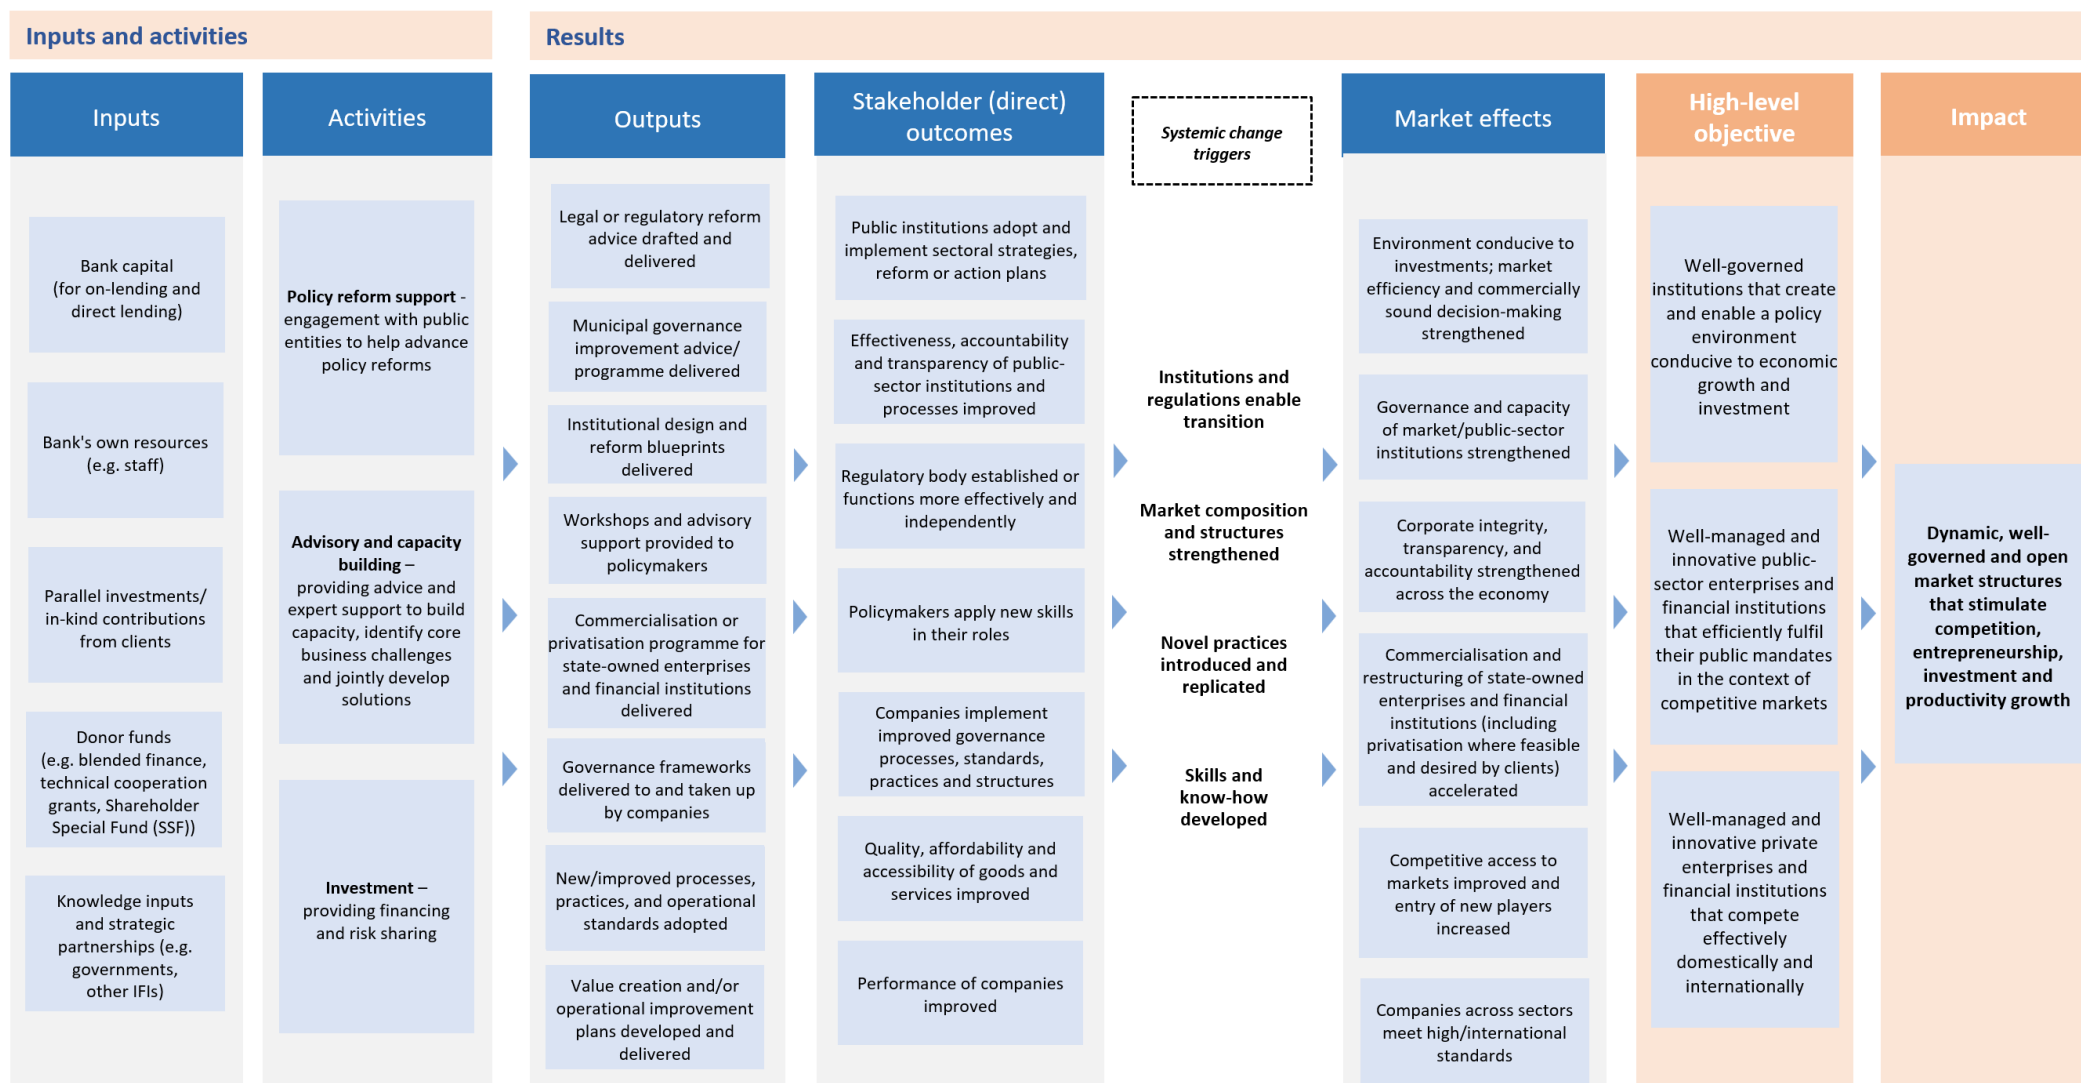 Inputs and activities
Results
Inputs
Activities
Outputs
Stakeholder (direct)
outcomes
Systemic change
triggers
Market effects
High-level
objective
Impact
Bank capital
(for on-lending and
direct lending)
Bank's own resources
(e.g. staff)
Parallel investments/
in-kind contributions
from clients
Donor funds
(e.g. blended finance,
technical cooperation
grants, Shareholder
Special Fund (SSF))
Knowledge inputs
and strategic
partnerships (e.g.
governments,
other IFIs)
Policy reform support -
engagement with public
entities to help advance
policy reforms
Advisory and capacity
building –
providing advice and
expert support to build
capacity, identify core
business challenges
and jointly develop
solutions
Investment –
providing financing
and risk sharing
Legal or regulatory reform
advice drafted and
delivered
Municipal governance
improvement advice/
programme delivered
Institutional design and
reform blueprints
delivered
Workshops and advisory
support provided to
policymakers
Commercialisation or
privatisation programme for
state-owned enterprises
and financial institutions
delivered
Governance frameworks
delivered to and taken up
by companies
New/improved processes,
practices, and operational
standards adopted
Value creation and/or
operational improvement
plans developed and
delivered
Public institutions adopt and
implement sectoral strategies,
reform or action plans
Effectiveness, accountability
and transparency of public-
sector institutions and
processes improved
Regulatory body established or
functions more effectively and
independently
Policymakers apply new skills
in their roles
Companies implement
improved governance
processes, standards,
practices and structures
Quality, affordability and
accessibility of goods and
services improved
Performance of companies
improved
Institutions and
regulations enable
transition
Market composition
and structures
strengthened
Novel practices
introduced and
replicated
Skills and
know-how
developed
Environment conducive to
investments; market
efficiency and commercially
sound decision-making
strengthened
Governance and capacity
of market/public-sector
institutions strengthened
Corporate integrity,
transparency, and
accountability strengthened
across the economy
Commercialisation and
restructuring of state-owned
enterprises and financial
institutions (including
privatisation where feasible
and desired by clients)
accelerated
Competitive access to
markets improved and
entry of new players
increased
Companies across sectors
meet high/international
standards
Well-governed
institutions that create
and enable a policy
environment
conducive to economic
growth and
investment
Well-managed and
innovative public-
sector enterprises and
financial institutions
that efficiently fulfil
their public mandates
in the context of
competitive markets
Well-managed and
innovative private
enterprises and
financial institutions
that compete
effectively
domestically and
internationally
Dynamic, well-
governed and open
market structures
that stimulate
competition,
entrepreneurship,
investment and
productivity growth